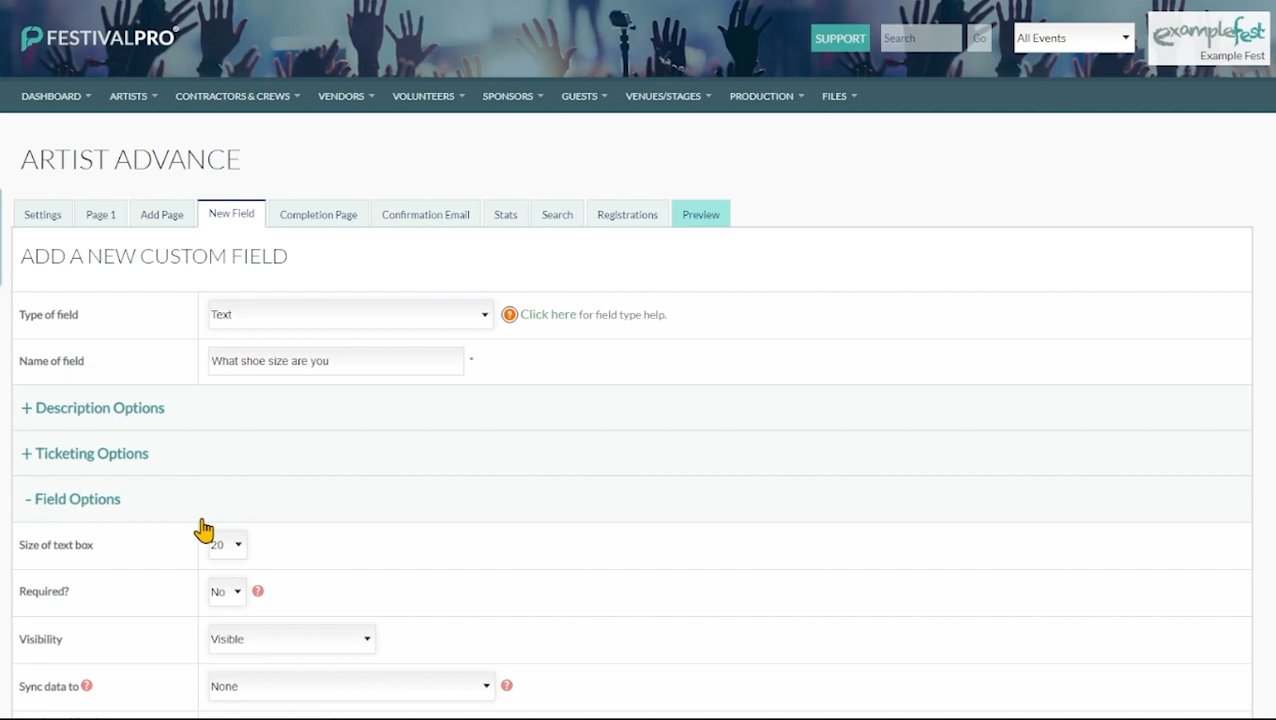 FESTIVALPRO®
SUPPORT
Search
Go
All Events
examplefest
Example Fest
DASHBOARD ARTISTS CONTRACTORS & CREWS VENDORS VOLUNTEERS SPONSORS GUESTS VENUES/STAGES PRODUCTION FILES
ARTIST ADVANCE
Settings Page 1 Add Page New Field Completion Page Confirmation Email Stats Search Registrations Preview
ADD A NEW CUSTOM FIELD
Type of field Text ? Click here for field type help.
Name of field What shoe size are you *
+ Description Options
+ Ticketing Options
- Field Options
Size of text box 20
Required? No ?
Visibility Visible
Sync data to ? None ?